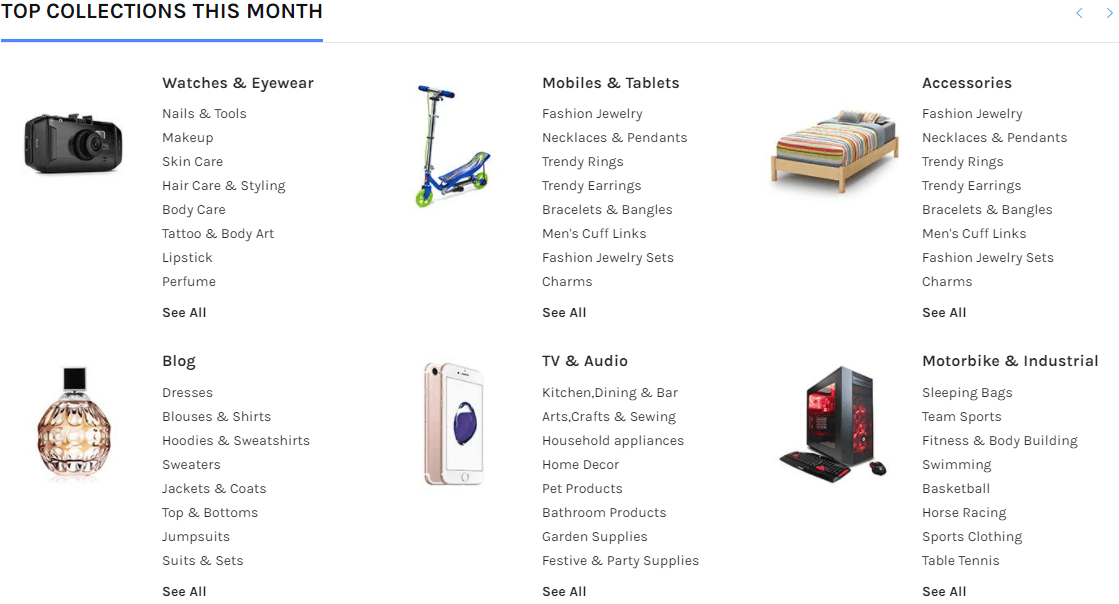 TOP COLLECTIONS THIS MONTH
Watches & Eyewear
Nails & Tools
Makeup
Skin Care
Hair Care & Styling
Body Care
Tattoo & Body Art
Lipstick
Perfume
See All
Mobiles & Tablets
Fashion Jewelry
Necklaces & Pendants
Trendy Rings
Trendy Earrings
Bracelets & Bangles
Men's Cuff Links
Fashion Jewelry Sets
Charms
See All
Accessories
Fashion Jewelry
Necklaces & Pendants
Trendy Rings
Trendy Earrings
Bracelets & Bangles
Men's Cuff Links
Fashion Jewelry Sets
Charms
See All
Blog
Dresses
Blouses & Shirts
Hoodies & Sweatshirts
Sweaters
Jackets & Coats
Top & Bottoms
Jumpsuits
Suits & Sets
See All
TV & Audio
Kitchen,Dining & Bar
Arts,Crafts & Sewing
Household appliances
Home Decor
Pet Products
Bathroom Products
Garden Supplies
Festive & Party Supplies
See All
Motorbike & Industrial
Sleeping Bags
Team Sports
Fitness & Body Building
Swimming
Basketball
Horse Racing
Sports Clothing
Table Tennis
See All